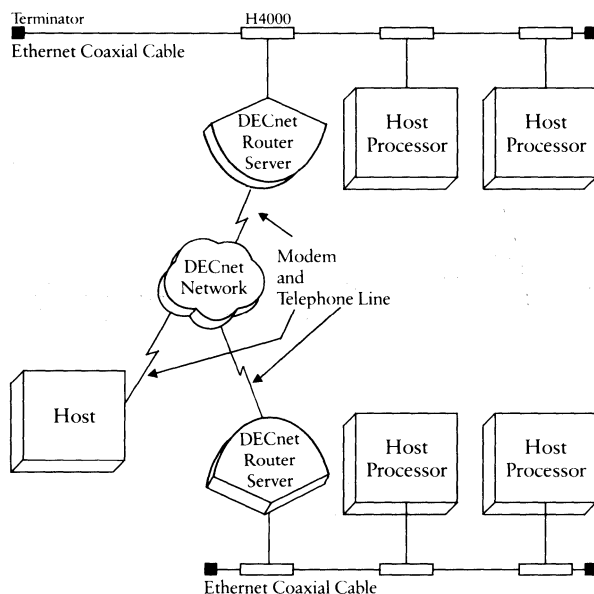 Terminator
H4000
Ethernet Coaxial Cable
DECnet
Router
Server
Host
Processor
Host
Processor
DECnet
Network
Modem
and
Telephone Line
Host
DECnet
Router
Server
Host
Processor
Host
Processor
Ethernet Coaxial Cable